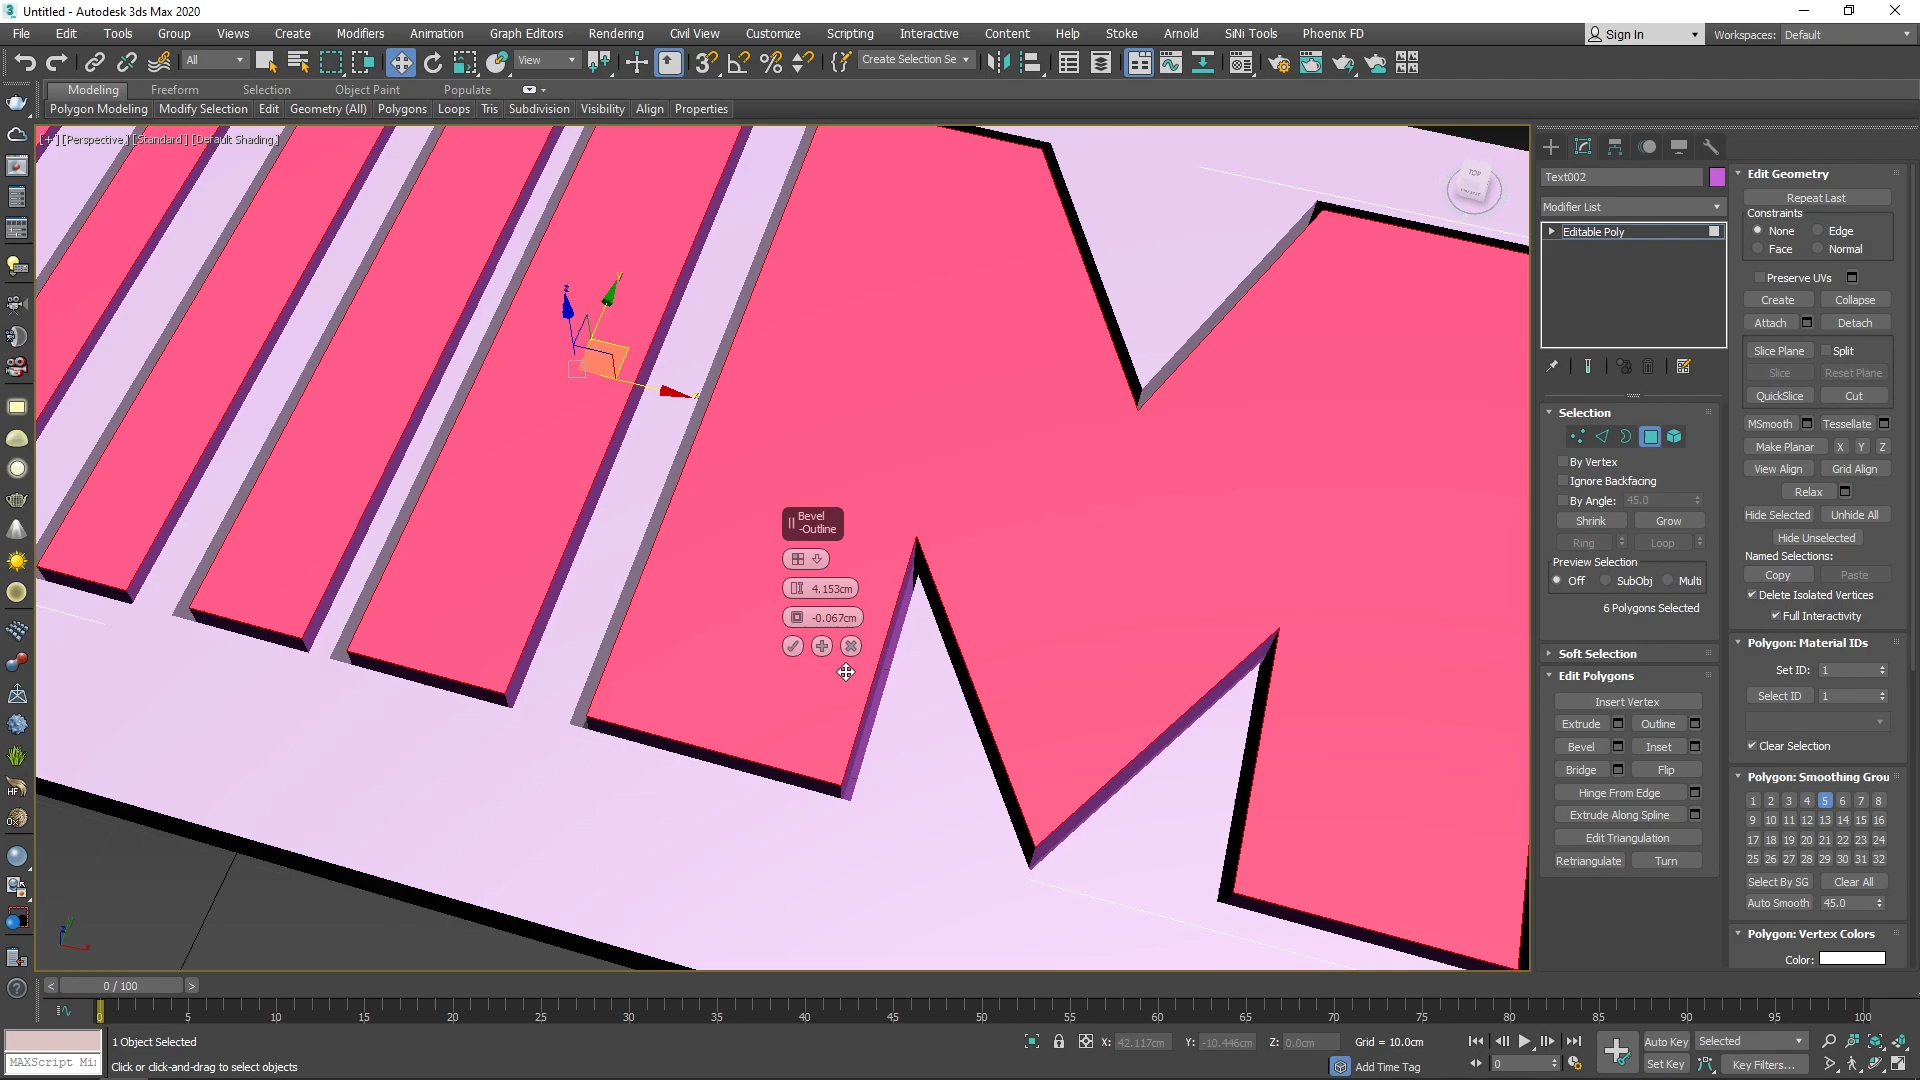 Untitled - Autodesk 3ds Max 2020
File Edit Tools Group Views Create Modifiers Animation Graph Editors Rendering Civil View Customize Scripting Interactive Content Help Stoke Arnold SiNi Tools Phoenix FD
Sign In Workspaces: Default
All View Create Selection Se
Modeling Freeform Selection Object Paint Populate
Polygon Modeling Modify Selection Edit Geometry (All) Polygons Loops Tris Subdivision Visibility Align Properties
[+] [Perspective] [Standard] [Default Shading]
TOP
z y x
Bevel
-Outline
4.153cm
-0.067cm
Text002
Modifier List
Editable Poly
Selection
By Vertex
Ignore Backfacing
By Angle: 45.0
Shrink Grow
Ring Loop
Preview Selection
Off SubObj Multi
6 Polygons Selected
Soft Selection
Edit Polygons
Insert Vertex
Extrude Outline
Bevel Inset
Bridge Flip
Hinge From Edge
Extrude Along Spline
Edit Triangulation
Retriangulate Turn
Edit Geometry
Repeat Last
Constraints
None Edge
Face Normal
Preserve UVs
Create Collapse
Attach Detach
Slice Plane Split
Slice Reset Plane
QuickSlice Cut
MSmooth Tessellate
Make Planar X Y Z
View Align Grid Align
Relax
Hide Selected Unhide All
Hide Unselected
Named Selections:
Copy Paste
Delete Isolated Vertices
Full Interactivity
Polygon: Material IDs
Set ID: 1
Select ID 1
Clear Selection
Polygon: Smoothing Grou
1 2 3 4 5 6 7 8
9 10 11 12 13 14 15 16
17 18 19 20 21 22 23 24
25 26 27 28 29 30 31 32
Select By SG Clear All
Auto Smooth 45.0
Polygon: Vertex Colors
Color:
< 0 / 100 >
0 5 10 15 20 25 30 35 40 45 50 55 60 65 70 75 80 85 90 95 100
1 Object Selected X: 42.117cm Y: -10.446cm Z: 0.0cm Grid = 10.0cm Auto Key Selected
MAXScript Mi Click or click-and-drag to select objects Add Time Tag 0 Set Key Key Filters...